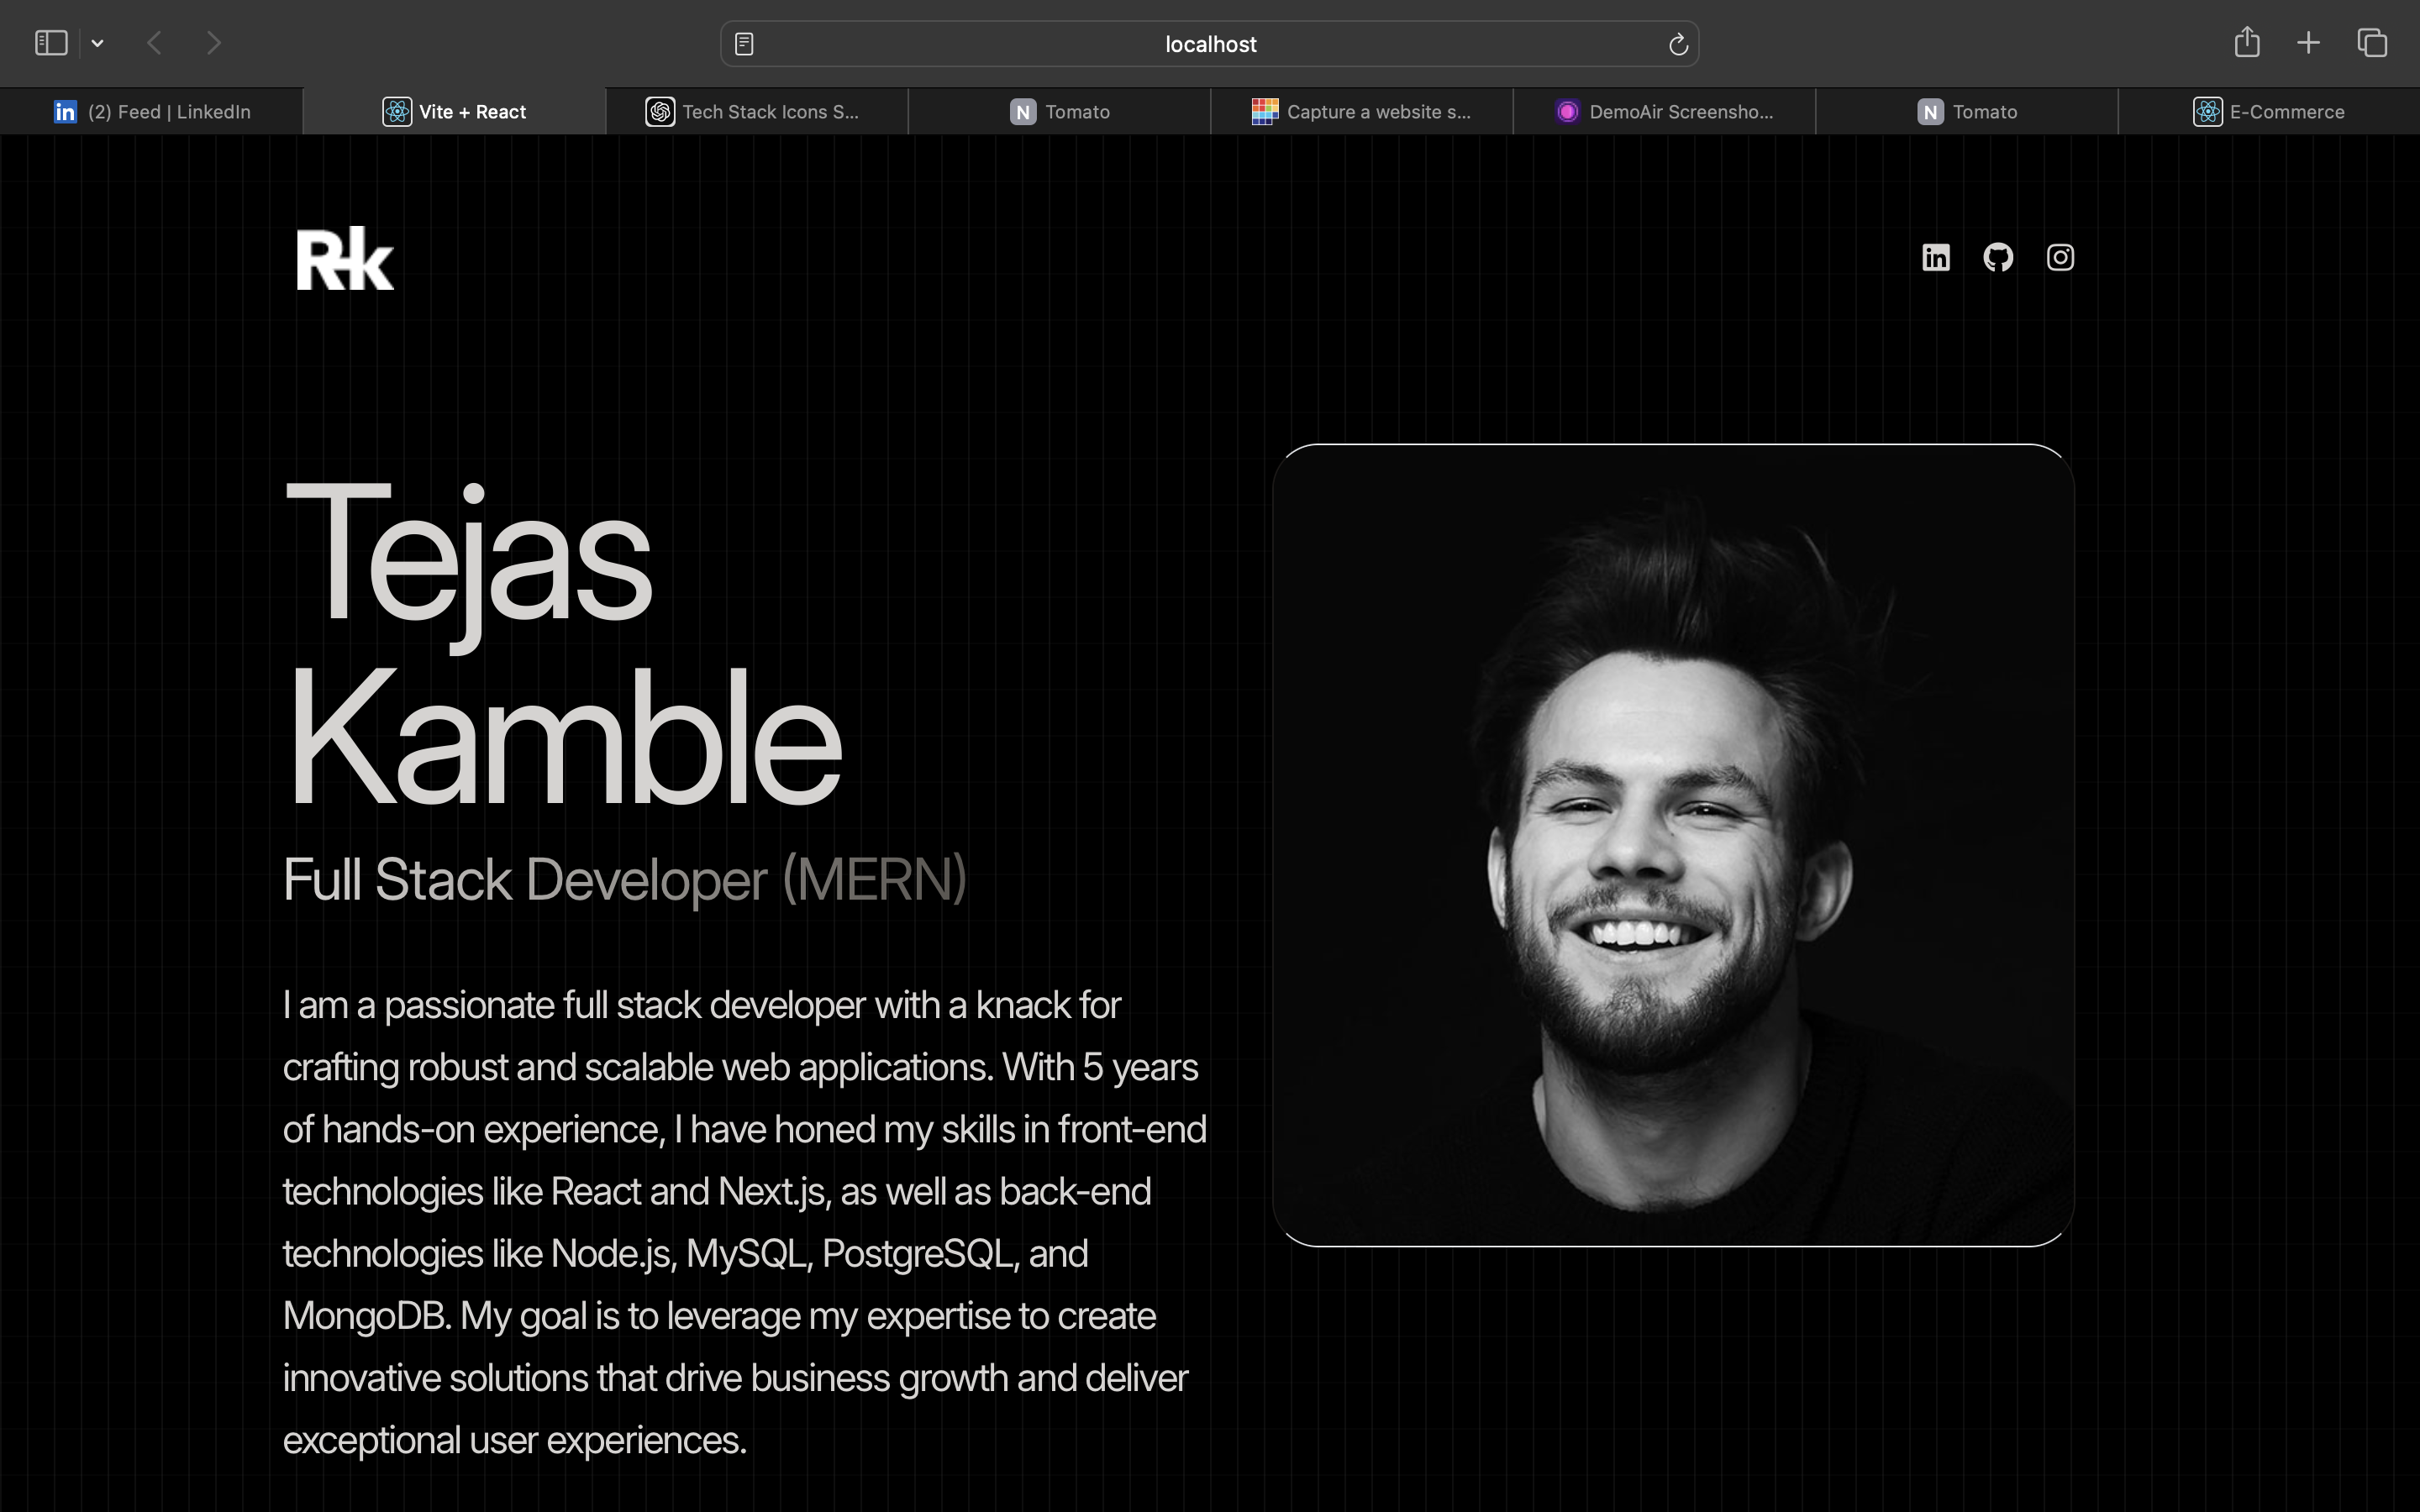 localhost
(2) Feed | LinkedIn
Vite + React
Tech Stack Icons S...
N Tomato
Capture a website s...
DemoAir Screensho...
N Tomato
E-Commerce
Rk
in
Tejas
Kamble
Full Stack Developer (MERN)
I am a passionate full stack developer with a knack for
crafting robust and scalable web applications. With 5 years
of hands-on experience, I have honed my skills in front-end
technologies like React and Next.js, as well as back-end
technologies like Node.js, MySQL, PostgreSQL, and
MongoDB. My goal is to leverage my expertise to create
innovative solutions that drive business growth and deliver
exceptional user experiences.